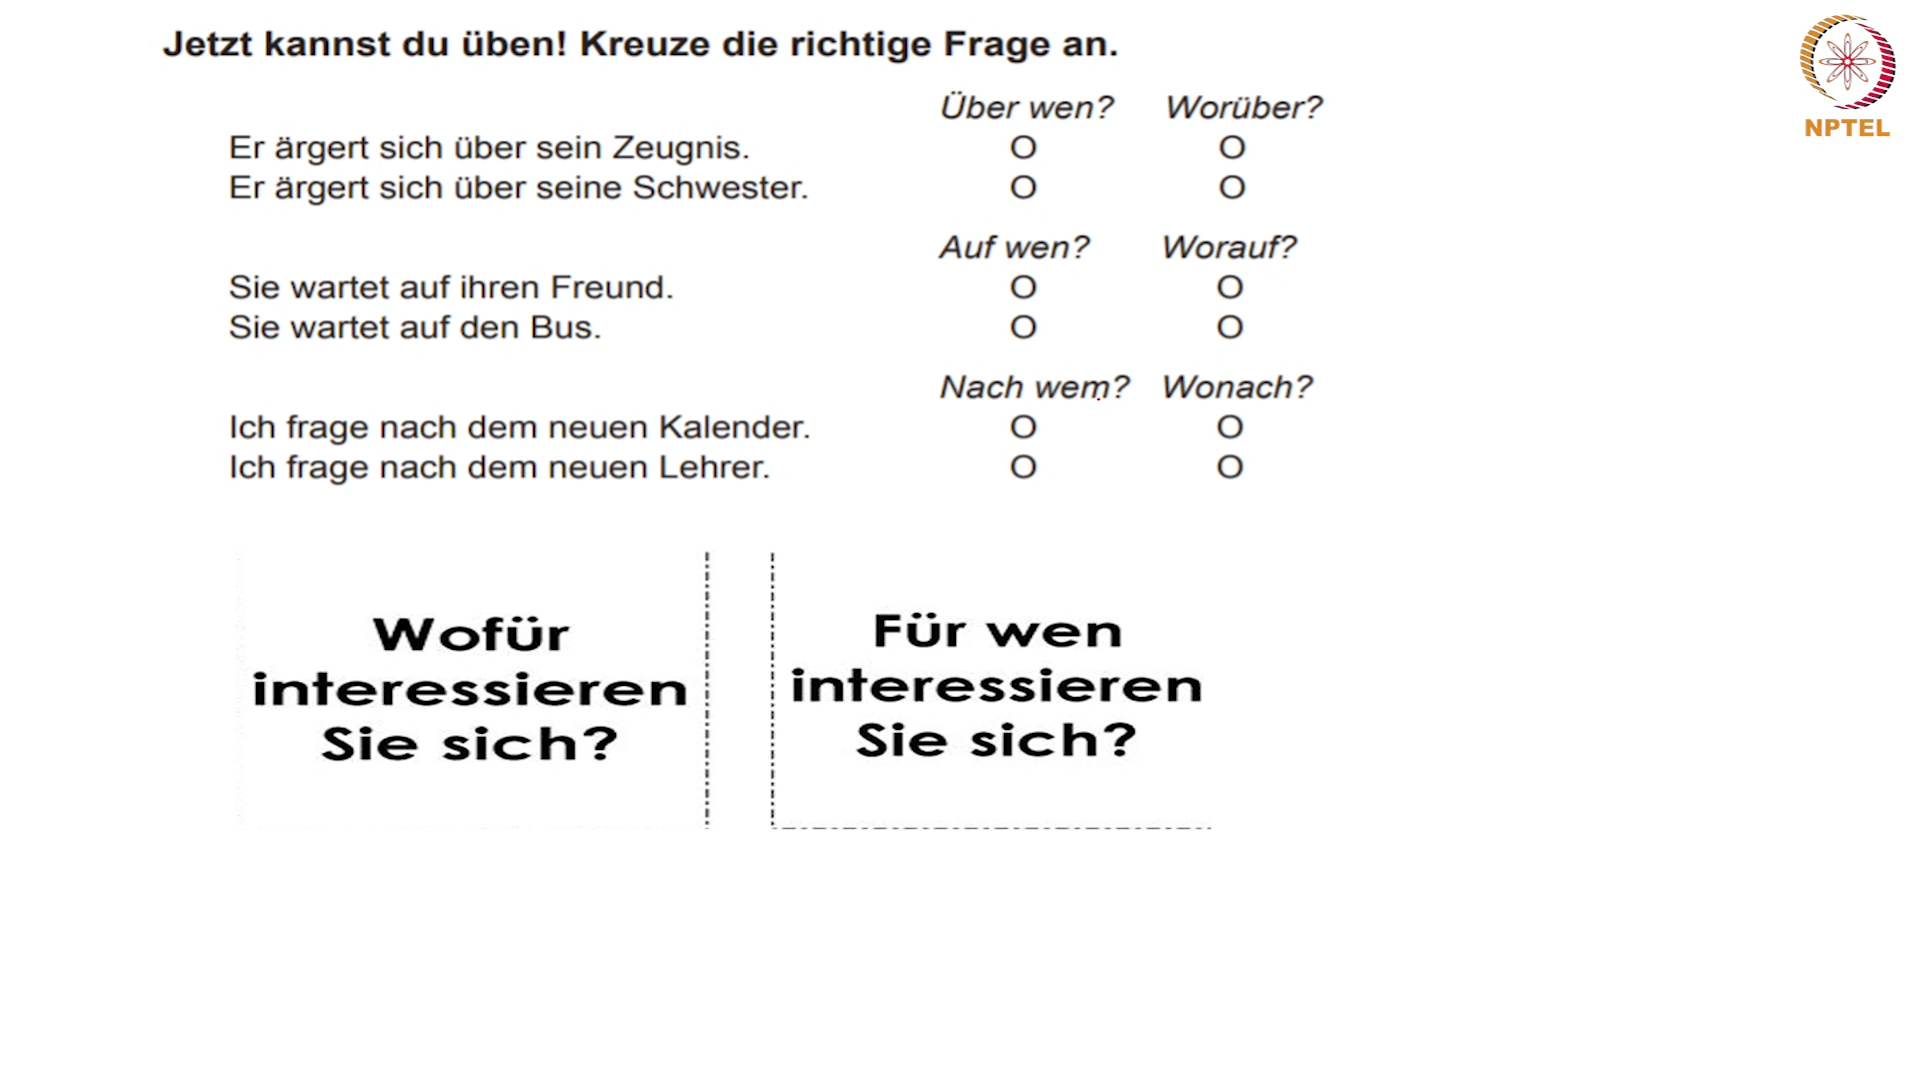 Jetzt kannst du üben! Kreuze die richtige Frage an.
NPTEL
Über wen? Worüber?
Er ärgert sich über sein Zeugnis. O O
Er ärgert sich über seine Schwester. O O
Auf wen? Worauf?
Sie wartet auf ihren Freund. O O
Sie wartet auf den Bus. O O
Nach wem? Wonach?
Ich frage nach dem neuen Kalender. O O
Ich frage nach dem neuen Lehrer. O O
Wofür
interessieren
Sie sich?
Für wen
interessieren
Sie sich?